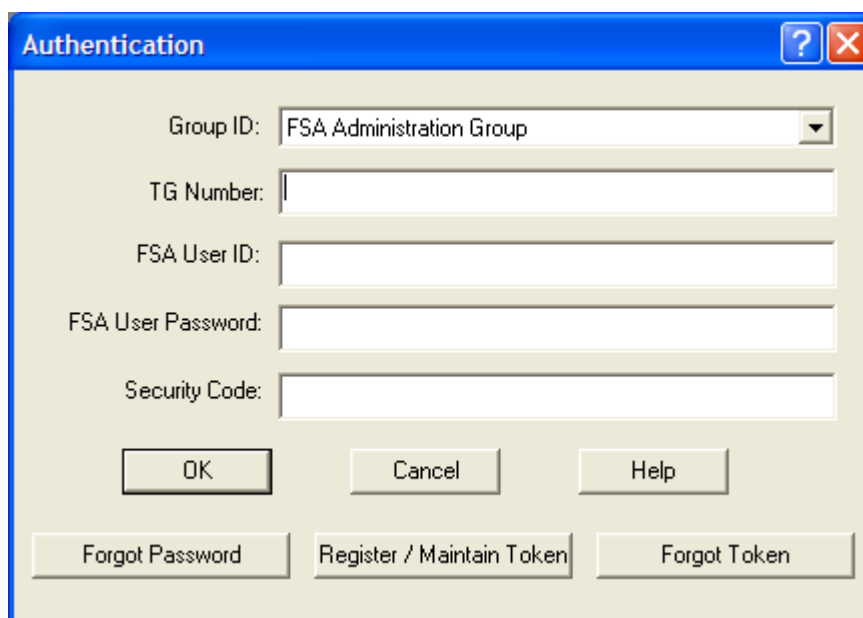 Authentication
Group ID: FSA Administration Group
TG Number:
FSA User ID:
FSA User Password:
Security Code:
OK Cancel Help
Forgot Password Register / Maintain Token Forgot Token